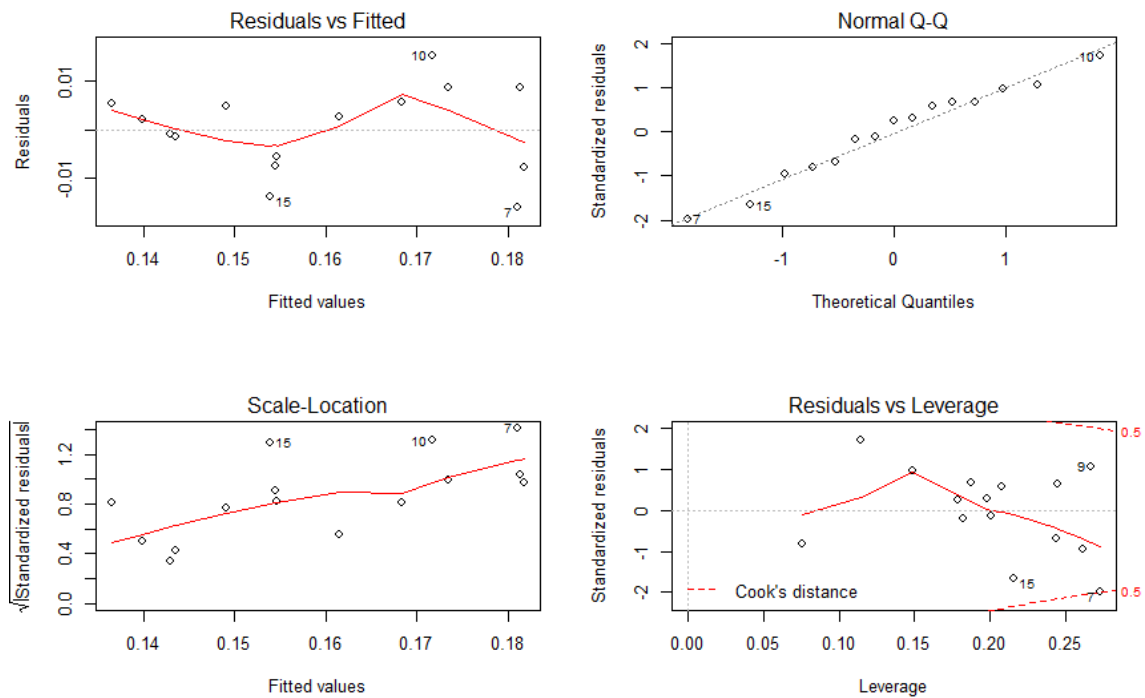 Residuals vs Fitted
Residuals
0.01
-0.01
10
15
7
0.14 0.15 0.16 0.17 0.18
Fitted values
Normal Q-Q
Standardized residuals
2
1
0
-1
-2
10
15
7
-1 0 1
Theoretical Quantiles
Scale-Location
√|Standardized residuals|
1.2
0.8
0.4
0.0
15
10
7
0.14 0.15 0.16 0.17 0.18
Fitted values
Residuals vs Leverage
Standardized residuals
2
1
0
-1
-2
0.5
9
15
7
0.5
Cook's distance
0.00 0.05 0.10 0.15 0.20 0.25
Leverage